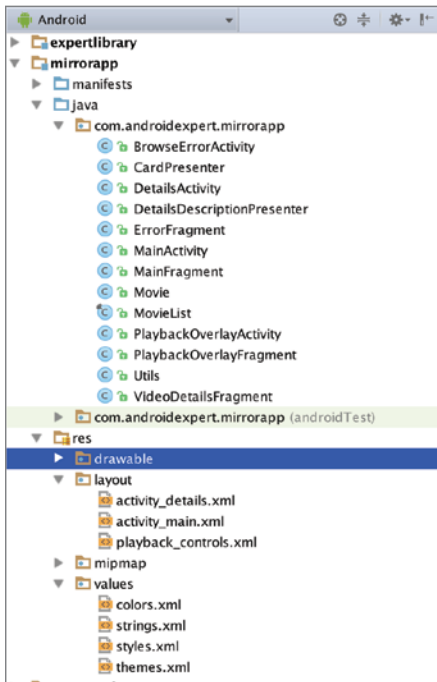 Android
expertlibrary
mirrorapp
manifests
java
com.androidexpert.mirrorapp
BrowseErrorActivity
CardPresenter
DetailsActivity
DetailsDescriptionPresenter
ErrorFragment
MainActivity
MainFragment
Movie
MovieList
PlaybackOverlayActivity
PlaybackOverlayFragment
Utils
VideoDetailsFragment
com.androidexpert.mirrorapp (androidTest)
res
drawable
layout
activity_details.xml
activity_main.xml
playback_controls.xml
mipmap
values
colors.xml
strings.xml
styles.xml
themes.xml